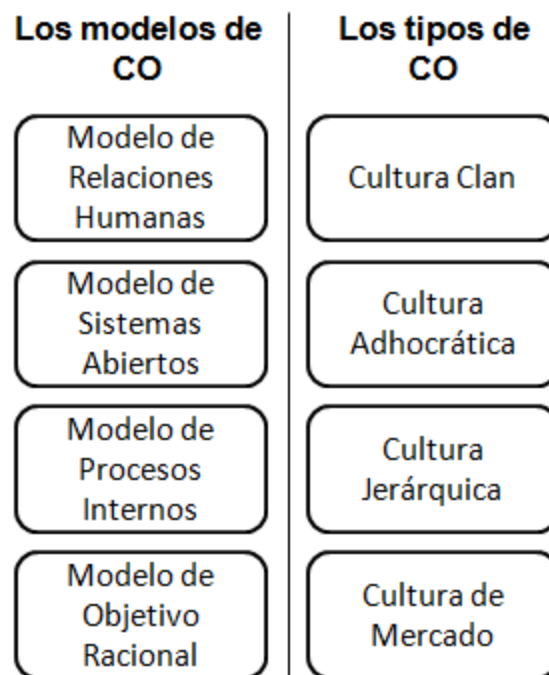 Los modelos de
CO
Los tipos de
CO
Modelo de
Relaciones
Humanas
Cultura Clan
Modelo de
Sistemas
Abiertos
Cultura
Adhocrática
Modelo de
Procesos
Internos
Cultura
Jerárquica
Modelo de
Objetivo
Racional
Cultura de
Mercado